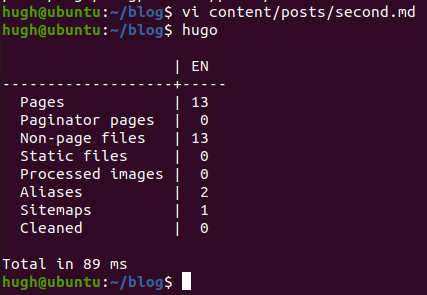 hugh@ubuntu:~/blog$ vi content/posts/second.md
hugh@ubuntu:~/blog$ hugo
                   | EN
-------------------+-----
  Pages            | 13
  Paginator pages  |  0
  Non-page files   | 13
  Static files     |  0
  Processed images |  0
  Aliases          |  2
  Sitemaps         |  1
  Cleaned          |  0
Total in 89 ms
hugh@ubuntu:~/blog$